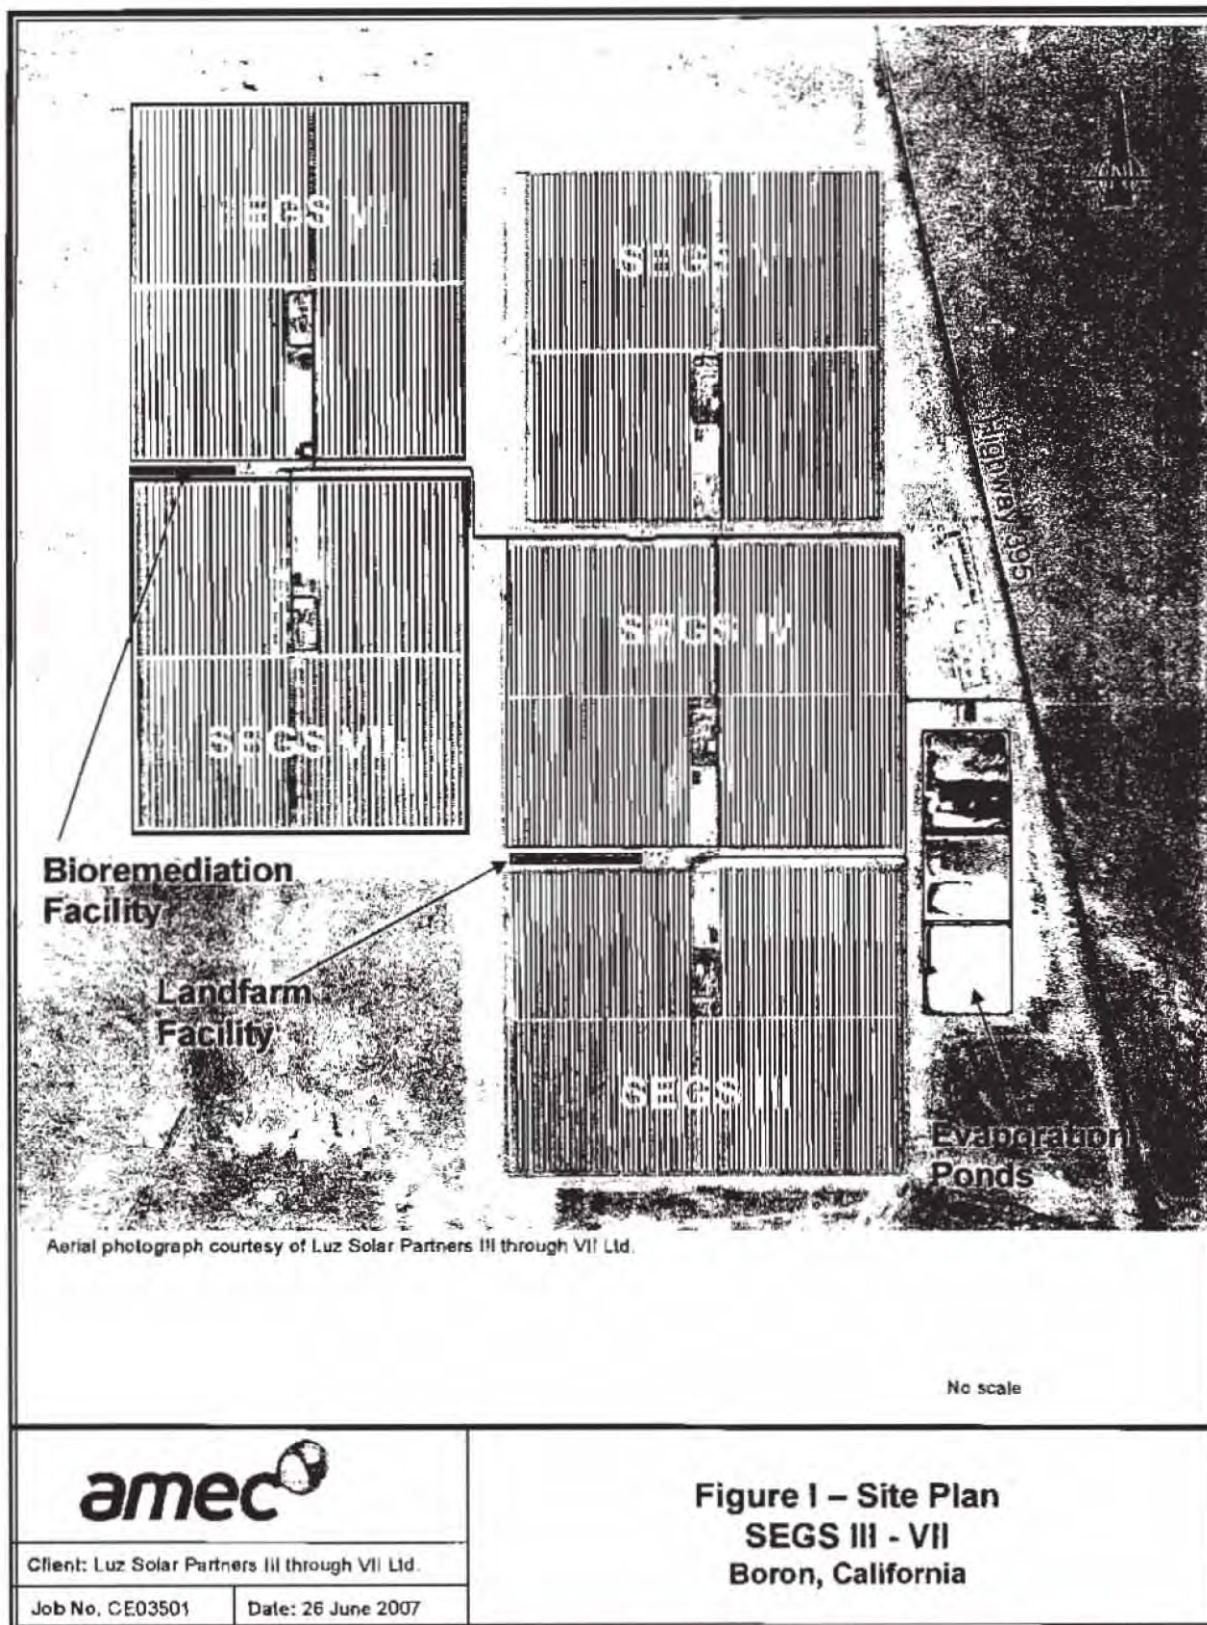 SEGS VI
SEGS V
Highway 395
SEGS IV
SEGS VII
Bioremediation
Facility
Landfarm
Facility
SEGS III
Evaporation
Ponds
Aerial photograph courtesy of Luz Solar Partners III through VII Ltd.
No scale
amec
Figure I – Site Plan
SEGS III - VII
Boron, California
Client: Luz Solar Partners III through VII Ltd.
Job No. CE03501
Date: 26 June 2007